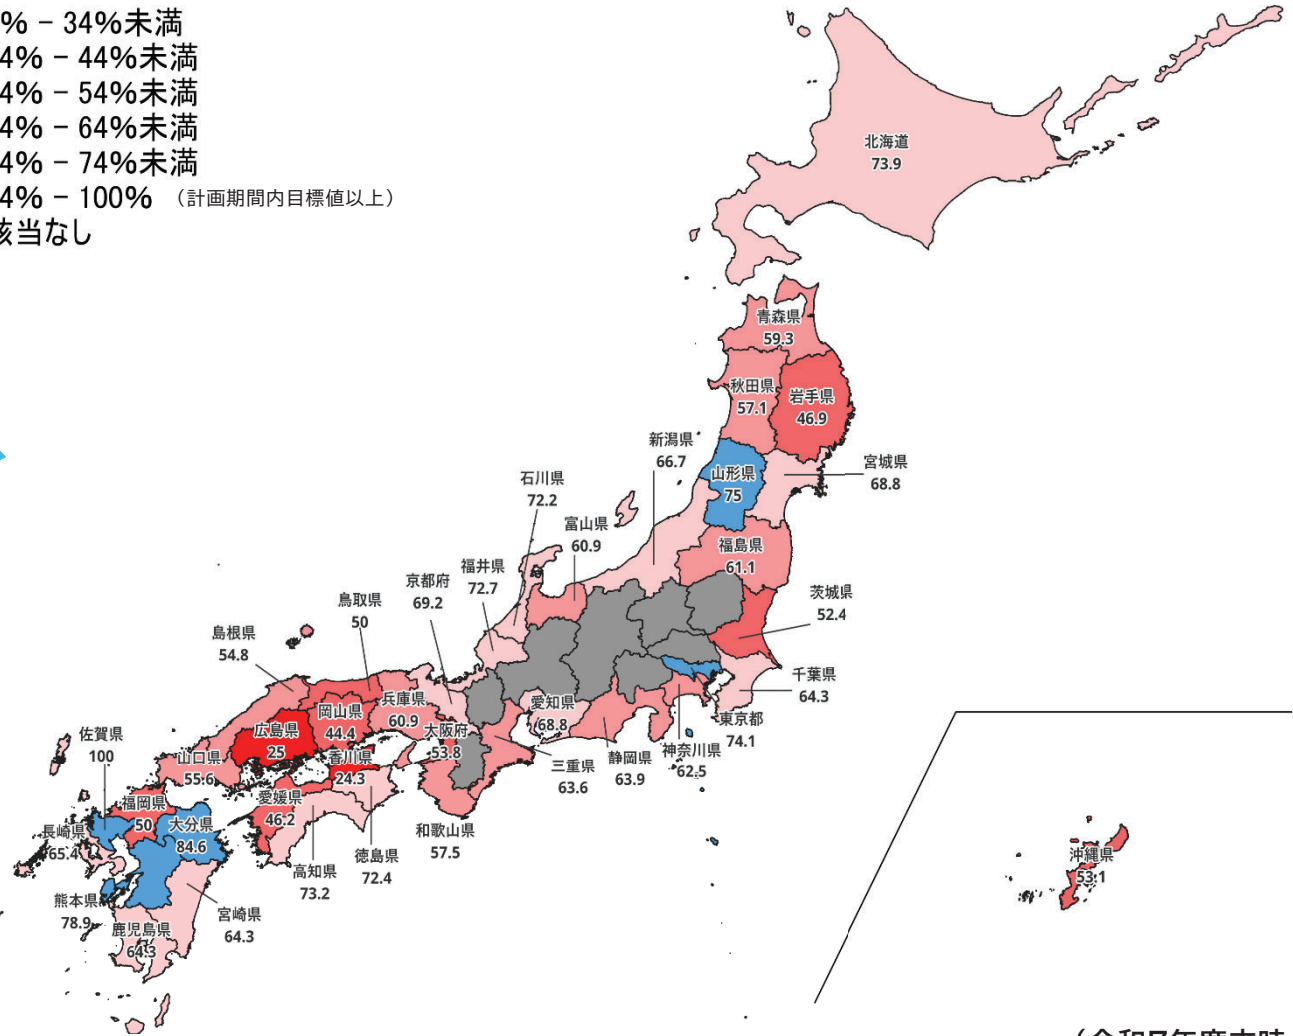 % － 34%未満
4% － 44%未満
4% － 54%未満
4% － 64%未満
4% － 74%未満
4% － 100% （計画期間内目標値以上）
該当なし
北海道
73.9
青森県
59.3
秋田県
57.1
岩手県
46.9
新潟県
66.7
山形県
75
宮城県
68.8
石川県
72.2
富山県
60.9
福島県
61.1
福井県
72.7
京都府
69.2
鳥取県
50
茨城県
52.4
島根県
54.8
千葉県
64.3
兵庫県
60.9
愛知県
68.8
岡山県
44.4
東京都
74.1
佐賀県
100
広島県
25
大阪府
53.8
神奈川県
62.5
静岡県
63.9
三重県
63.6
山口県
55.6
香川県
24.3
福岡県
50
愛媛県
46.2
大分県
84.6
長崎県
65.4
和歌山県
57.5
徳島県
72.4
高知県
73.2
沖縄県
53.1
熊本県
78.9
宮崎県
64.3
鹿児島県
64.3